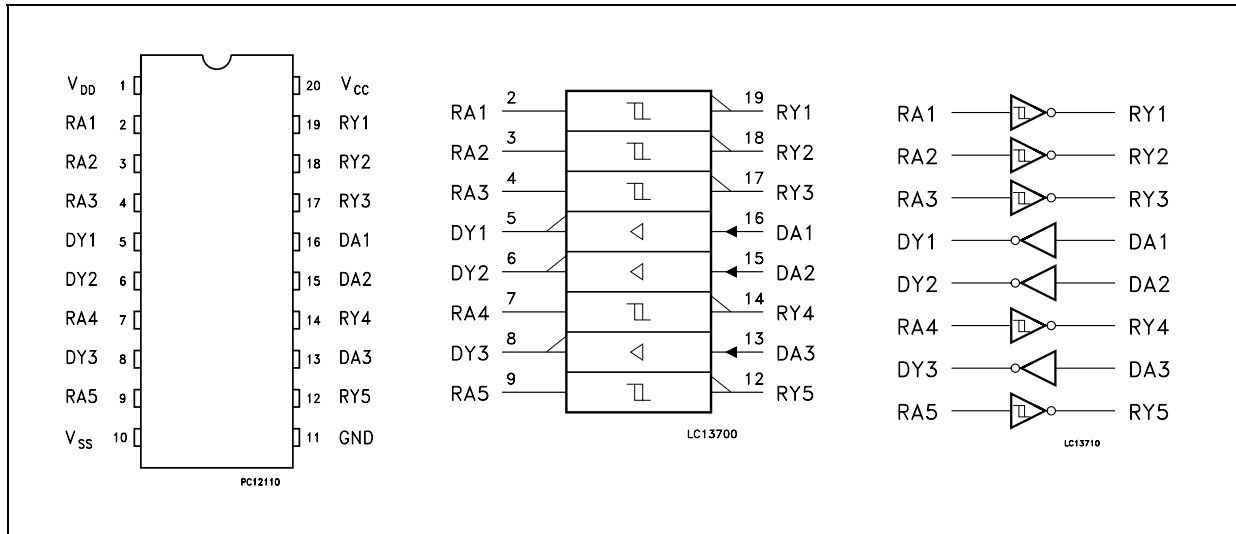 V_DD 1 20 V_CC
RA1 2 19 RY1
RA2 3 18 RY2
RA3 4 17 RY3
DY1 5 16 DA1
DY2 6 15 DA2
RA4 7 14 RY4
DY3 8 13 DA3
RA5 9 12 RY5
V_SS 10 11 GND
PC12110
RA1 2 19 RY1
RA2 3 18 RY2
RA3 4 17 RY3
DY1 5 16 DA1
DY2 6 15 DA2
RA4 7 14 RY4
DY3 8 13 DA3
RA5 9 12 RY5
LC13700
RA1 RY1
RA2 RY2
RA3 RY3
DY1 DA1
DY2 DA2
RA4 RY4
DY3 DA3
RA5 RY5
LC13710